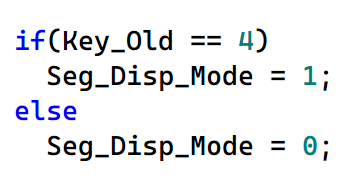 if(Key_Old == 4)
  Seg_Disp_Mode = 1;
else
  Seg_Disp_Mode = 0;